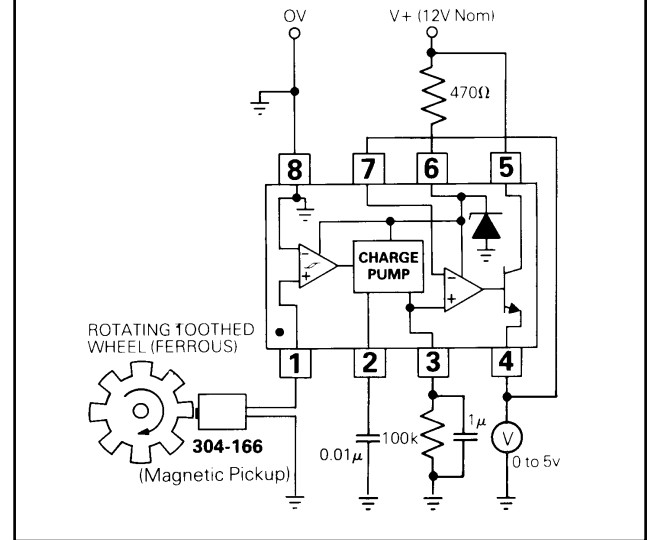 OV
V+ (12V Nom)
470Ω
8
7
6
5
CHARGE
PUMP
-
+
-
+
ROTATING TOOTHED
WHEEL (FERROUS)
1
2
3
4
304-166
(Magnetic Pickup)
0.01μ
100k
1μ
V
0 to 5v